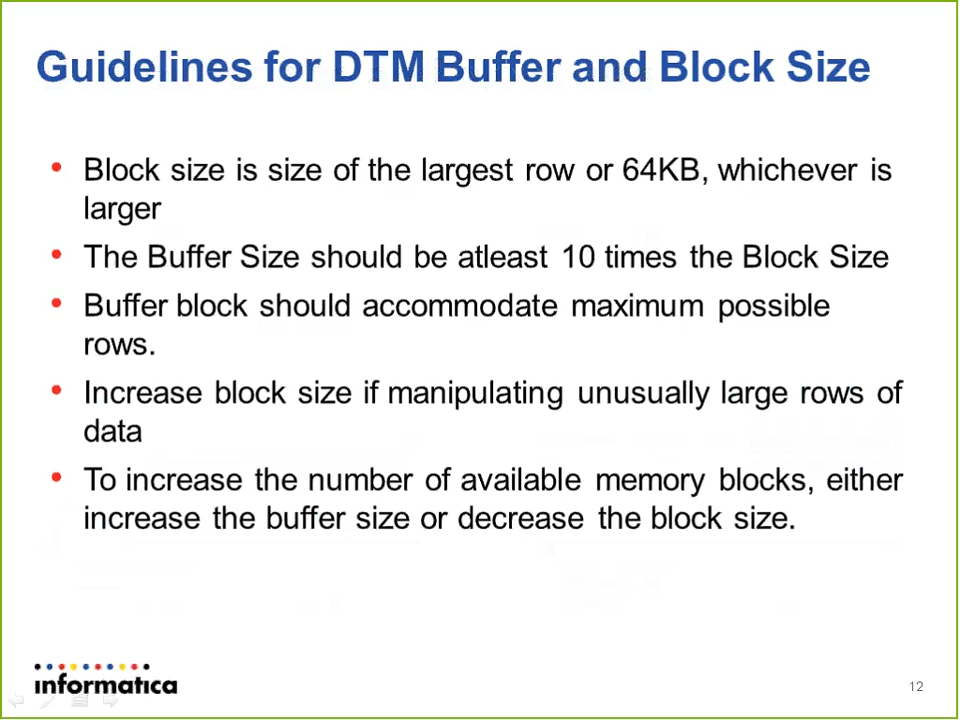 Guidelines for DTM Buffer and Block Size
• Block size is size of the largest row or 64KB, whichever is
larger
• The Buffer Size should be atleast 10 times the Block Size
• Buffer block should accommodate maximum possible
rows.
• Increase block size if manipulating unusually large rows of
data
• To increase the number of available memory blocks, either
increase the buffer size or decrease the block size.
informatica
12